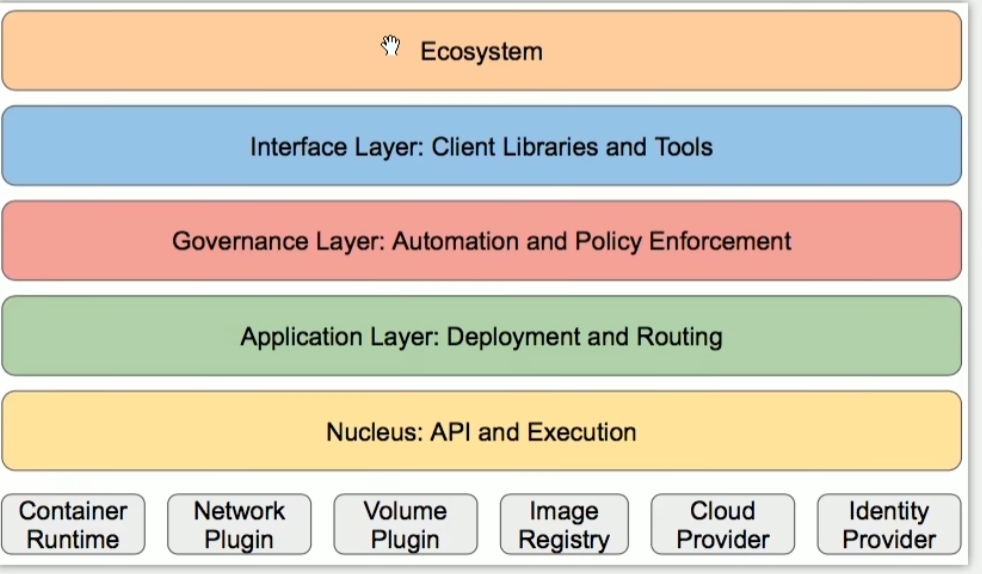 Ecosystem
Interface Layer: Client Libraries and Tools
Governance Layer: Automation and Policy Enforcement
Application Layer: Deployment and Routing
Nucleus: API and Execution
Container
Runtime
Network
Plugin
Volume
Plugin
Image
Registry
Cloud
Provider
Identity
Provider